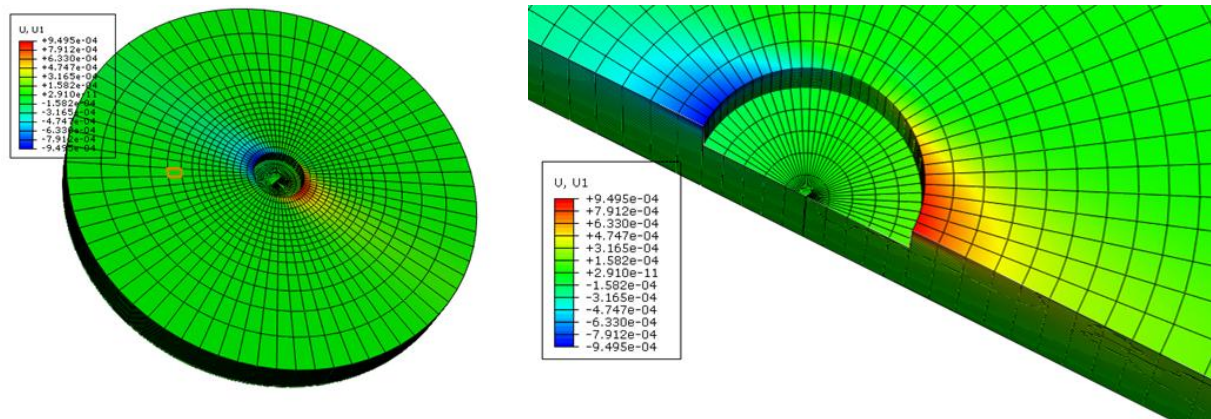 U, U1
+9.495e-04
+7.912e-04
+6.330e-04
+4.747e-04
+3.165e-04
+1.582e-04
+2.910e-11
-1.582e-04
-3.165e-04
-4.747e-04
-6.330e-04
-7.912e-04
-9.495e-04
U, U1
+9.495e-04
+7.912e-04
+6.330e-04
+4.747e-04
+3.165e-04
+1.582e-04
+2.910e-11
-1.582e-04
-3.165e-04
-4.747e-04
-6.330e-04
-7.912e-04
-9.495e-04